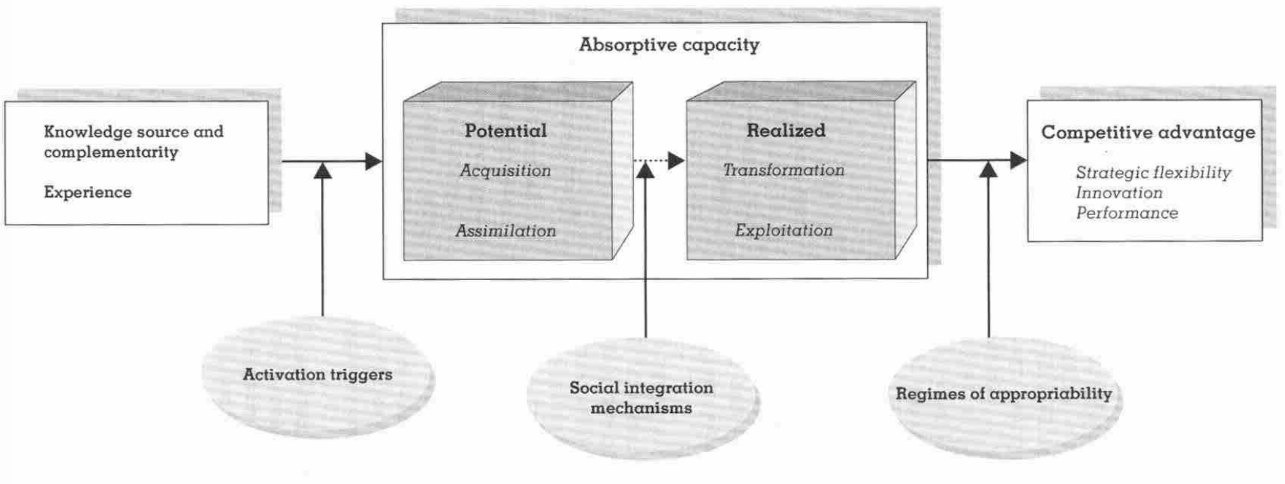 Absorptive capacity
Knowledge source and
complementarity
Experience
Potential
Acquisition
Assimilation
Realized
Transformation
Exploitation
Competitive advantage
Strategic flexibility
Innovation
Performance
Activation triggers
Social integration
mechanisms
Regimes of appropriability